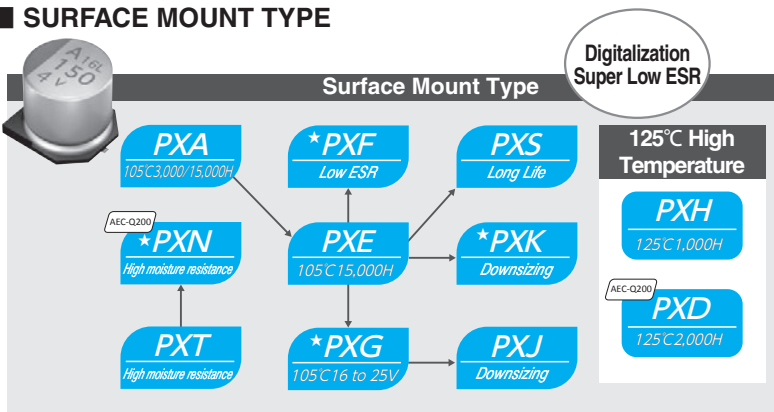 ■ SURFACE MOUNT TYPE
A16L
150
4 V
Digitalization
Super Low ESR
Surface Mount Type
PXA
105℃3,000/15,000H
★PXF
Low ESR
PXS
Long Life
125℃ High
Temperature
PXH
125℃1,000H
AEC-Q200
★PXN
High moisture resistance
PXE
105℃15,000H
★PXK
Downsizing
AEC-Q200
PXD
125℃2,000H
PXT
High moisture resistance
★PXG
105℃16 to 25V
PXJ
Downsizing